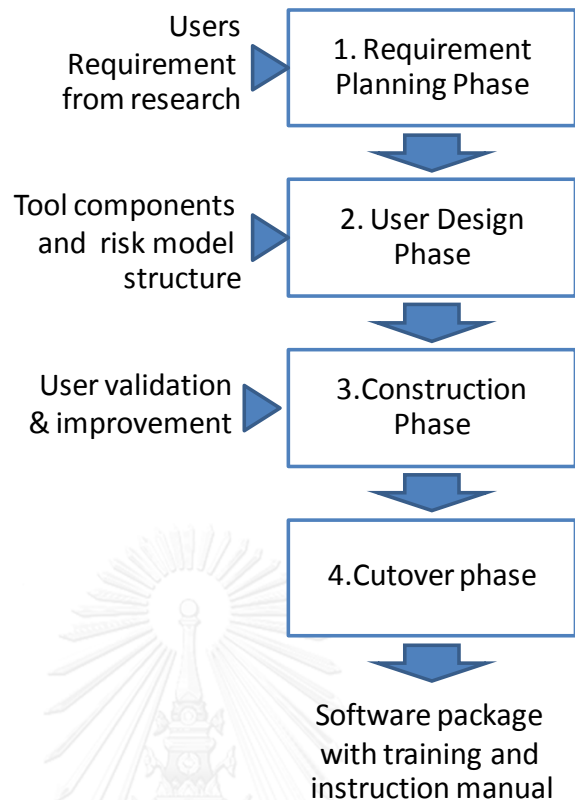 Users
Requirement
from research
1. Requirement
Planning Phase
Tool components
and risk model
structure
2. User Design
Phase
User validation
& improvement
3.Construction
Phase
4.Cutover phase
Software package
with training and
instruction manual